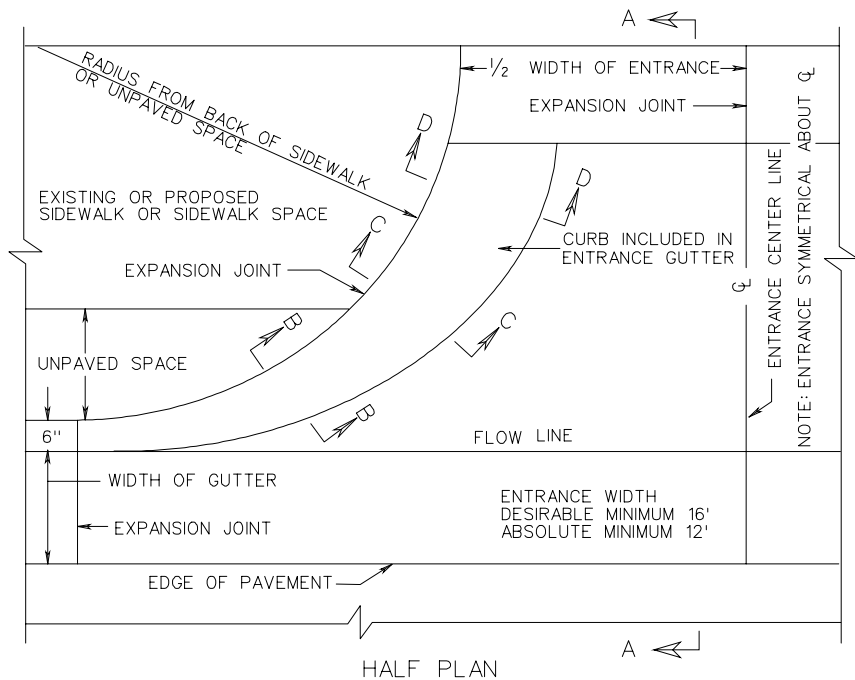 A
RADIUS FROM BACK OF SIDEWALK
OR UNPAVED SPACE
½ WIDTH OF ENTRANCE
EXPANSION JOINT
D
D
EXISTING OR PROPOSED
SIDEWALK OR SIDEWALK SPACE
C
CURB INCLUDED IN
ENTRANCE GUTTER
EXPANSION JOINT
B
C
UNPAVED SPACE
B
6"
FLOW LINE
WIDTH OF GUTTER
ENTRANCE WIDTH
DESIRABLE MINIMUM 16'
ABSOLUTE MINIMUM 12'
EXPANSION JOINT
EDGE OF PAVEMENT
℄
ENTRANCE CENTER LINE
NOTE: ENTRANCE SYMMETRICAL ABOUT ℄
A
HALF PLAN